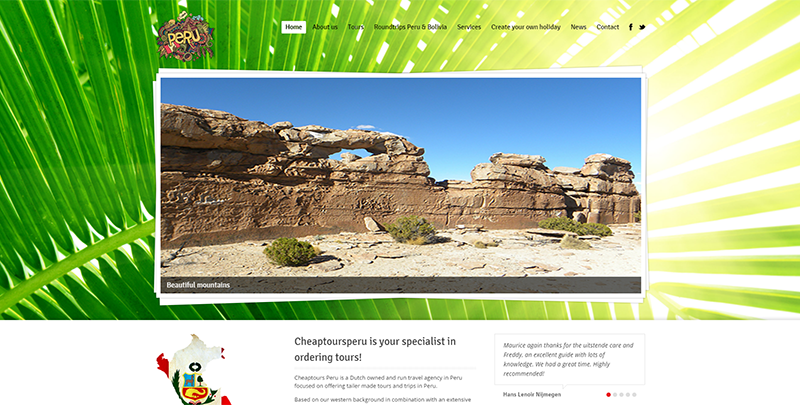 PERU
Home About us Tours Roundtrips Peru & Bolivia Services Create your own holiday News Contact
Beautiful mountains
Cheaptoursperu is your specialist in
ordering tours!
Cheaptours Peru is a Dutch owned and run travel agency in Peru
focused on offering tailer made tours and trips in Peru.
Based on our western background in combination with an extensive
Maurice again thanks for the uitstende care and
Freddy, an excellent guide with lots of
knowledge. We had a great time. Highly
recommended!
Hans Lenoir Nijmegen